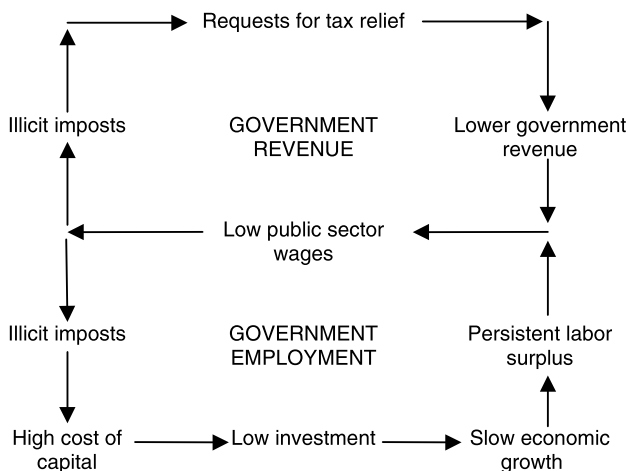 Requests for tax relief
Illicit imposts
GOVERNMENT
REVENUE
Lower government
revenue
Low public sector
wages
Illicit imposts
GOVERNMENT
EMPLOYMENT
Persistent labor
surplus
High cost of
capital
Low investment
Slow economic
growth